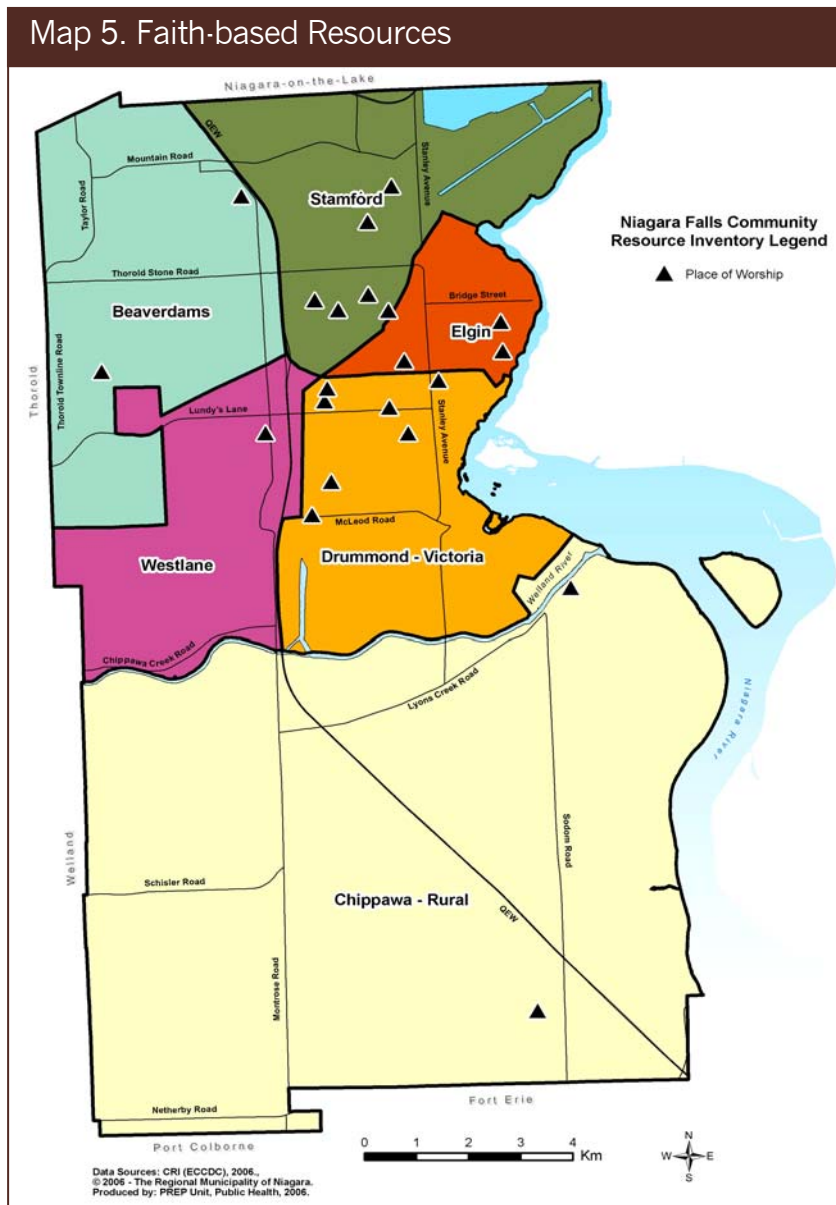 Map 5. Faith-based Resources
Niagara-on-the-Lake
QEW
Mountain Road
Taylor Road
Stanley Avenue
Stamford
Niagara Falls Community
Resource Inventory Legend
Place of Worship
Thorold Stone Road
Bridge Street
Beaverdams
Elgin
Thorold
Thorold Townline Road
Lundy's Lane
Stanley Avenue
McLeod Road
Westlane
Drummond - Victoria
Welland River
Chippawa Creek Road
Lyons Creek Road
Niagara River
Welland
Sodom Road
Schisler Road
Chippawa - Rural
QEW
Montrose Road
Netherby Road
Fort Erie
Port Colborne
0 1 2 3 4
Km
N
W E
S
Data Sources: CRI (ECCDC), 2006.,
© 2006 - The Regional Municipality of Niagara.
Produced by: PREP Unit, Public Health, 2006.